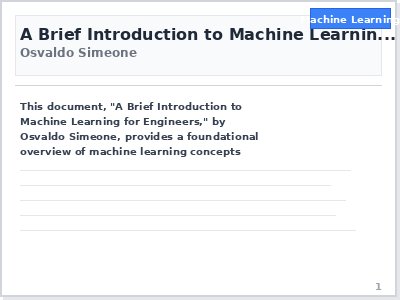 Machine Learning
A Brief Introduction to Machine Learnin...
Osvaldo Simeone
This document, "A Brief Introduction to
Machine Learning for Engineers," by
Osvaldo Simeone, provides a foundational
overview of machine learning concepts
1